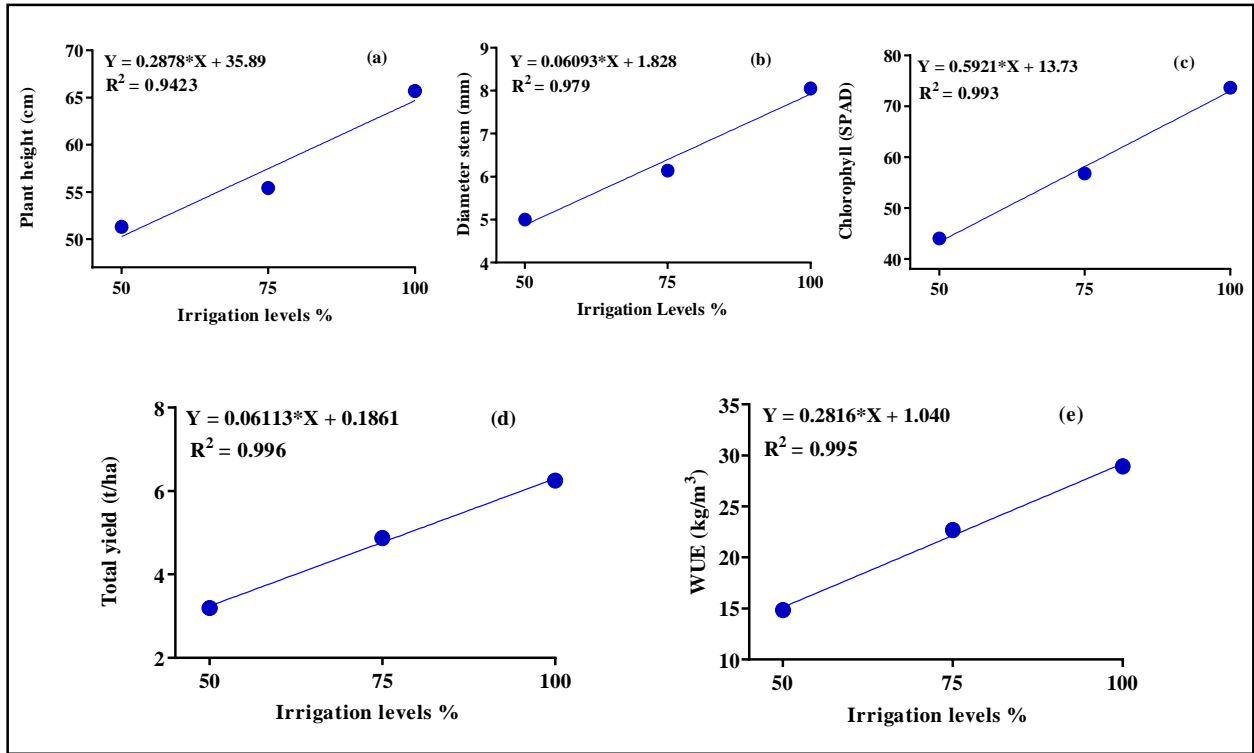 (a)
Y = 0.2878*X + 35.89
R² = 0.9423
Plant height (cm)
70
65
60
55
50
50 75 100
Irrigation levels %
(b)
Y = 0.06093*X + 1.828
R² = 0.979
Diameter stem (mm)
9
8
7
6
5
4
50 75 100
Irrigation Levels %
(c)
Y = 0.5921*X + 13.73
R² = 0.993
Chlorophyll (SPAD)
80
70
60
50
40
50 75 100
(d)
Y = 0.06113*X + 0.1861
R² = 0.996
Total yield (t/ha)
8
6
4
2
50 75 100
Irrigation levels %
(e)
Y = 0.2816*X + 1.040
R² = 0.995
WUE (kg/m³)
35
30
25
20
15
10
50 75 100
Irrigation levels %